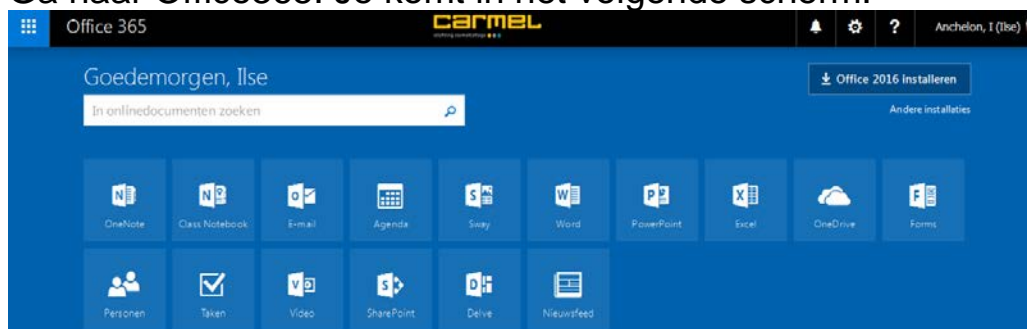 Ga naar Office365. Je komt in het volgende scherm:
Office 365
carmel
?
Anchelon, I (Ilse)
Goedemorgen, Ilse
Office 2016 installeren
In onlinedocumenten zoeken
Andere installaties
OneNote
Class Notebook
E-mail
Agenda
Sway
Word
PowerPoint
Excel
OneDrive
Forms
Personen
Taken
Video
SharePoint
Delve
Nieuwsfeed